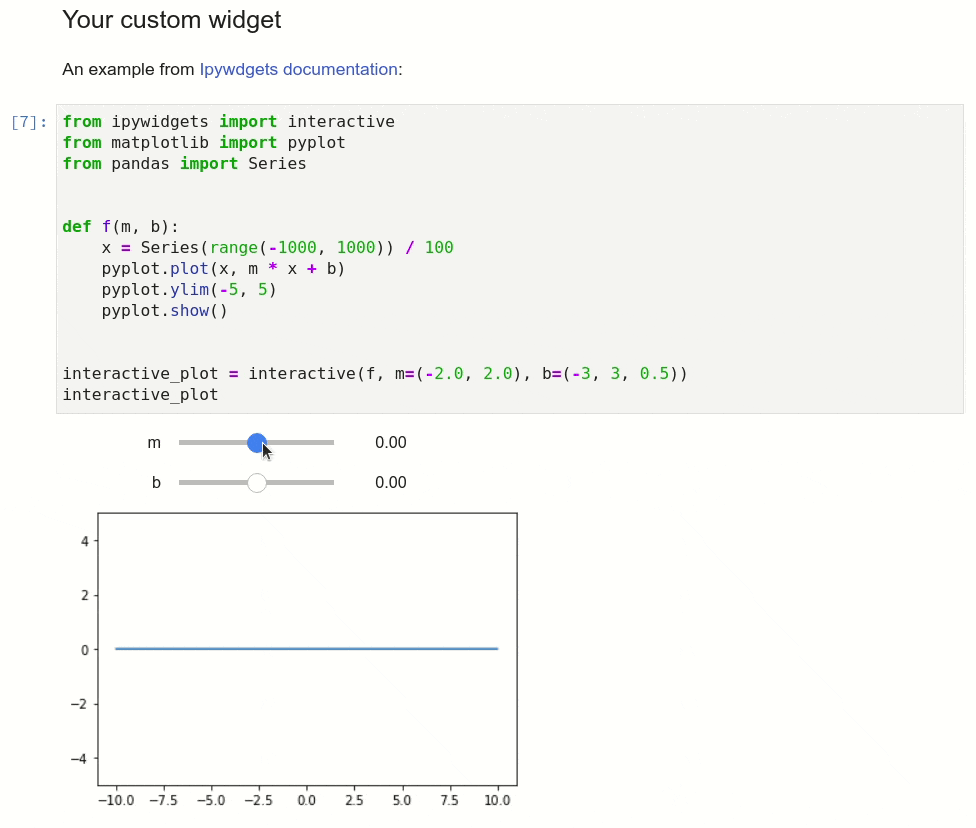 Your custom widget
An example from Ipywdgets documentation:
[7]:
from ipywidgets import interactive
from matplotlib import pyplot
from pandas import Series
def f(m, b):
    x = Series(range(-1000, 1000)) / 100
    pyplot.plot(x, m * x + b)
    pyplot.ylim(-5, 5)
    pyplot.show()
interactive_plot = interactive(f, m=(-2.0, 2.0), b=(-3, 3, 0.5))
interactive_plot
m 0.00
b 0.00
4
2
0
−2
−4
−10.0 −7.5 −5.0 −2.5 0.0 2.5 5.0 7.5 10.0